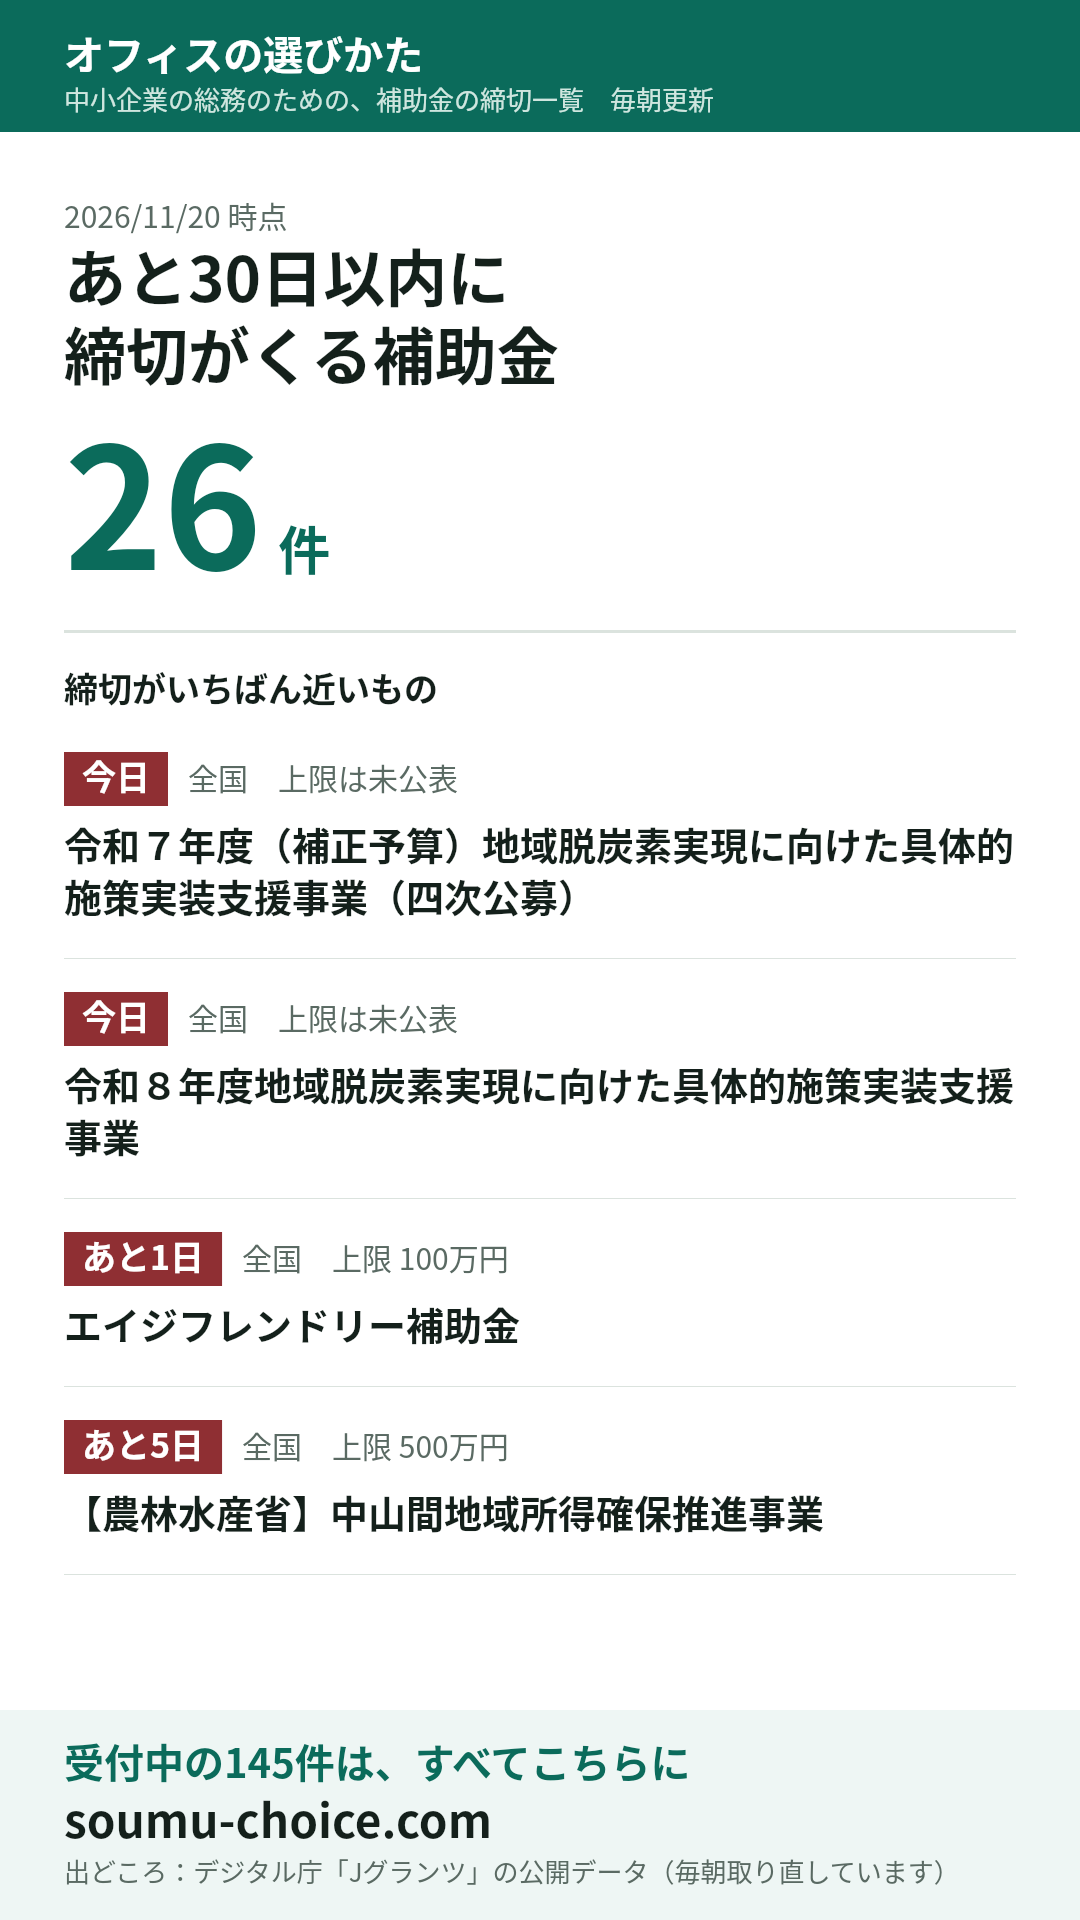 オフィスの選びかた
中小企業の総務のための、補助金の締切一覧　毎朝更新
2026/11/20 時点
あと30日以内に
締切がくる補助金
26 件
締切がいちばん近いもの
今日 全国　上限は未公表
令和７年度（補正予算）地域脱炭素実現に向けた具体的
施策実装支援事業（四次公募）
今日 全国　上限は未公表
令和８年度地域脱炭素実現に向けた具体的施策実装支援
事業
あと1日 全国　上限 100万円
エイジフレンドリー補助金
あと5日 全国　上限 500万円
【農林水産省】中山間地域所得確保推進事業
受付中の145件は、すべてこちらに
soumu-choice.com
出どころ：デジタル庁「Jグランツ」の公開データ（毎朝取り直しています）